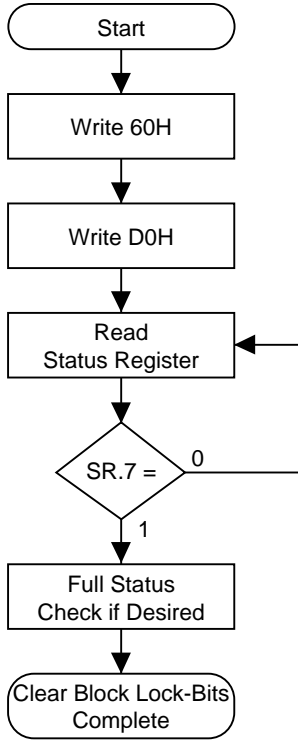 Start
Write 60H
Write D0H
Read
Status Register
SR.7 =
0
1
Full Status
Check if Desired
Clear Block Lock-Bits
Complete